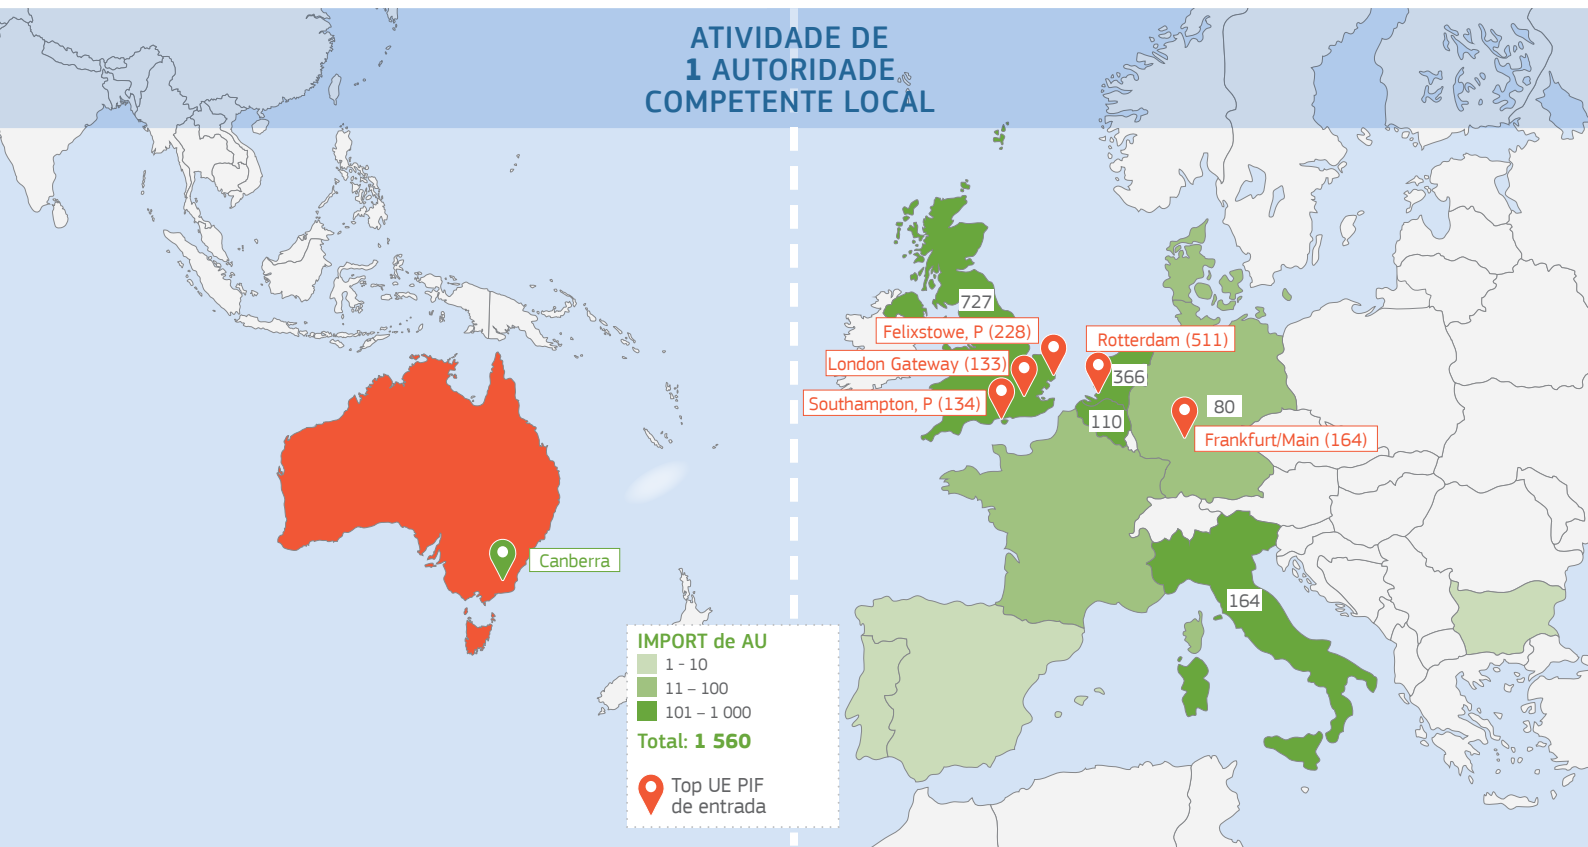 ATIVIDADE DE
1 AUTORIDADE
COMPETENTE LOCAL
727
Felixstowe, P (228)
Rotterdam (511)
London Gateway (133)
366
Southampton, P (134)
80
110
Frankfurt/Main (164)
Canberra
164
IMPORT de AU
1 - 10
11 – 100
101 – 1 000
Total: 1 560
Top UE PIF
de entrada